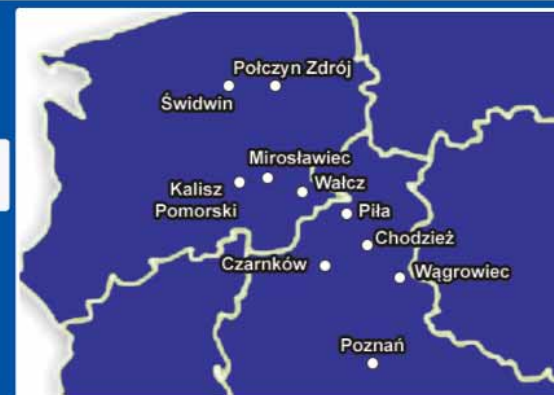 Połczyn Zdrój
Świdwin
Mirosławiec
Kalisz
Pomorski
Wałcz
Piła
Chodzież
Czarnków
Wągrowiec
Poznań